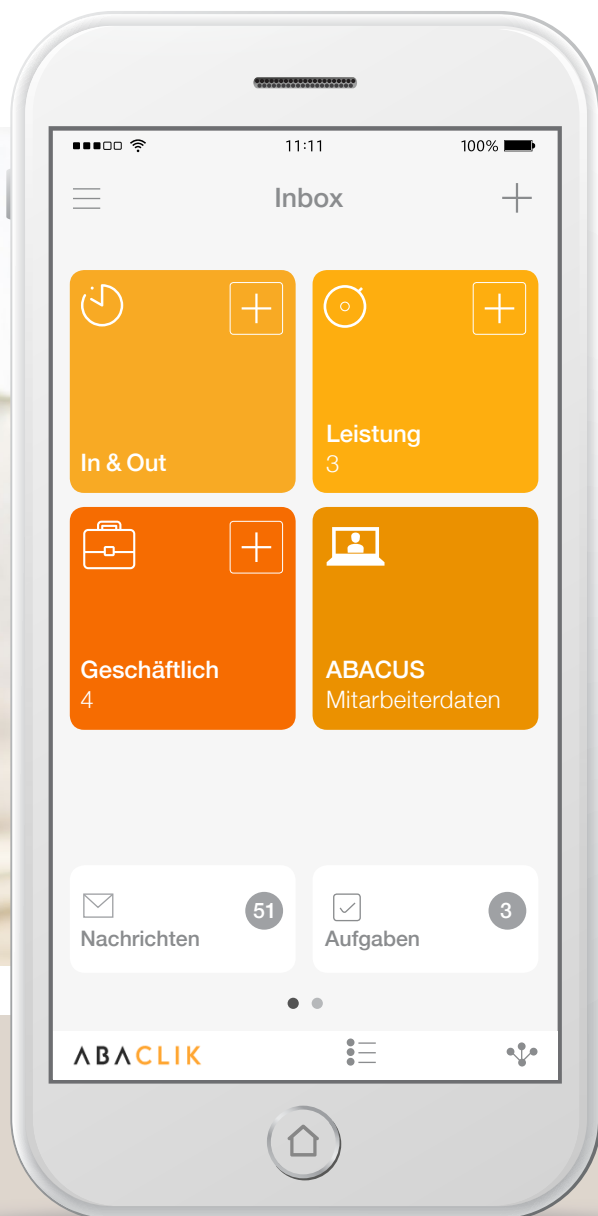 11:11
100%
Inbox
In & Out
Leistung
3
Geschäftlich
4
ABACUS
Mitarbeiterdaten
Nachrichten
51
Aufgaben
3
ABACLIK